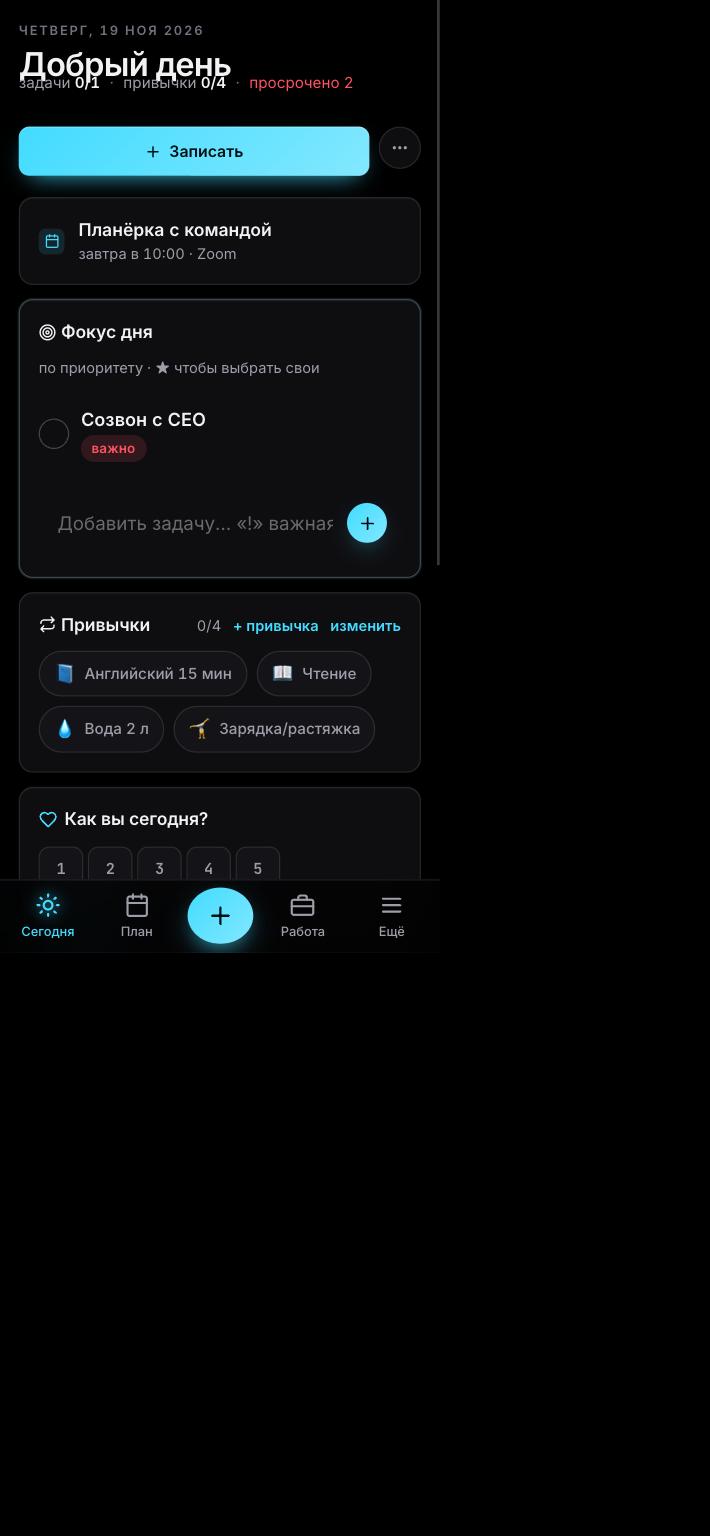 ЧЕТВЕРГ, 19 НОЯ 2026
Добрый день
задачи 0/1 · привычки 0/4 · просрочено 2
+ Записать
Планёрка с командой
завтра в 10:00 · Zoom
Фокус дня
по приоритету · ★ чтобы выбрать свои
Созвон с CEO
важно
Добавить задачу... «!» важная
Привычки 0/4 + привычка изменить
Английский 15 мин Чтение
Вода 2 л Зарядка/растяжка
Как вы сегодня?
1 2 3 4 5
Сегодня План Работа Ещё